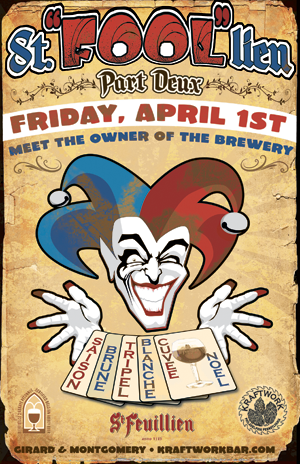 St. "FOOL" lien
Part Deux
FRIDAY, APRIL 1ST
MEET THE OWNER OF THE BREWERY
SAISON
BRUNE
TRIPEL
BLANCHE
CUVEE
NOEL
St Feuillien
KRAFTWORK
GIRARD & MONTGOMERY • KRAFTWORKBAR.COM